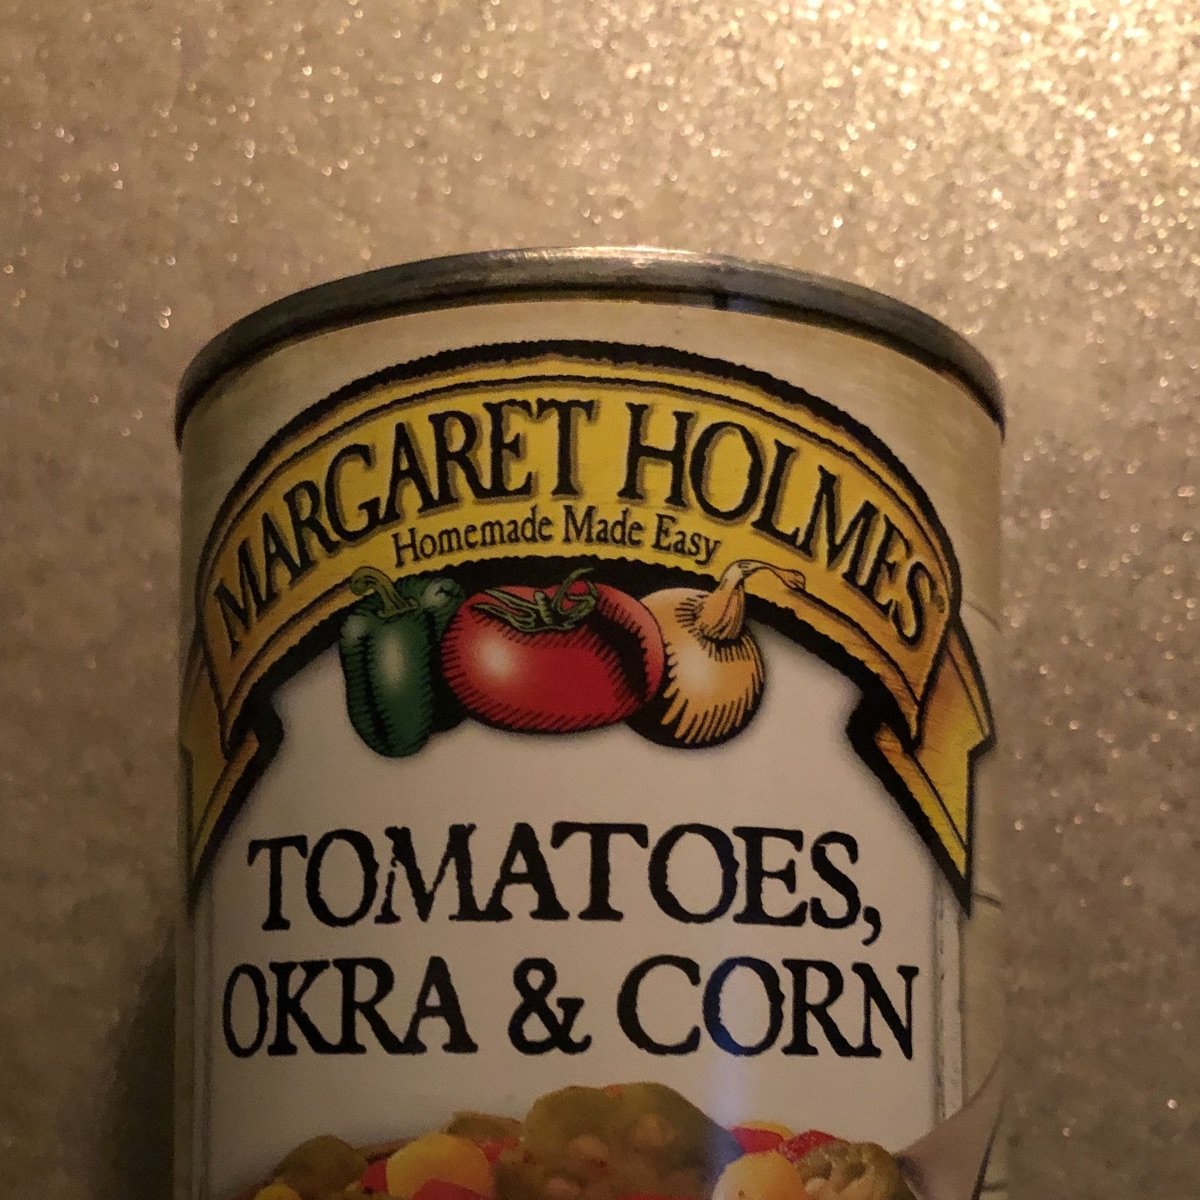 MARGARET HOLMES
Homemade Made Easy
TOMATOES,
OKRA & CORN